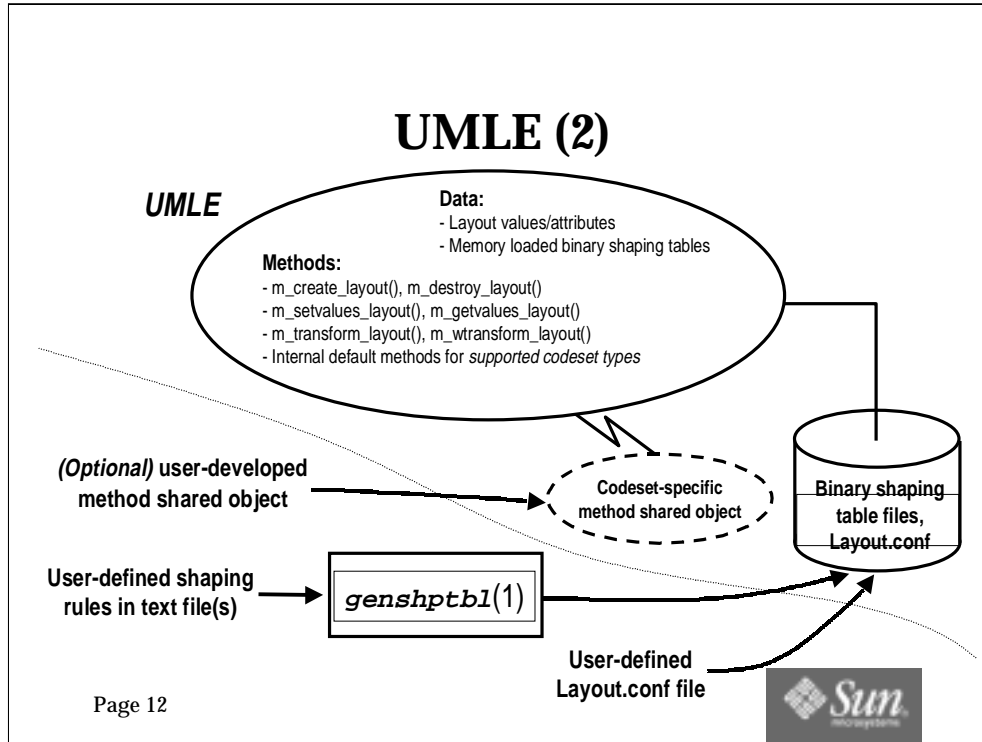 UMLE (2)
UMLE
Data:
- Layout values/attributes
- Memory loaded binary shaping tables
Methods:
- m_create_layout(), m_destroy_layout()
- m_setvalues_layout(), m_getvalues_layout()
- m_transform_layout(), m_wtransform_layout()
- Internal default methods for supported codeset types
(Optional) user-developed
method shared object
Codeset-specific
method shared object
Binary shaping
table files,
Layout.conf
User-defined shaping
rules in text file(s)
genshptbl(1)
User-defined
Layout.conf file
Page 12
Sun
microsystems